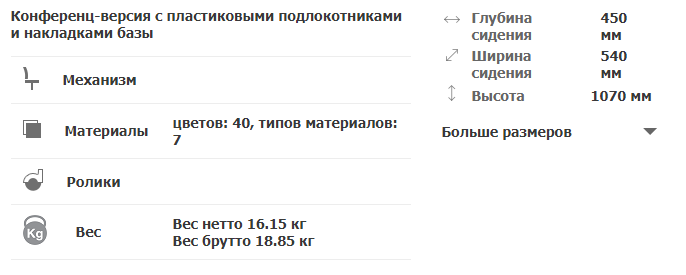 Конференц-версия с пластиковыми подлокотниками
и накладками базы
Механизм
Материалы
цветов: 40, типов материалов:
7
Ролики
Kg
Вес
Вес нетто 16.15 кг
Вес брутто 18.85 кг
Глубина
сидения
450
мм
Ширина
сидения
540
мм
Высота
1070 мм
Больше размеров